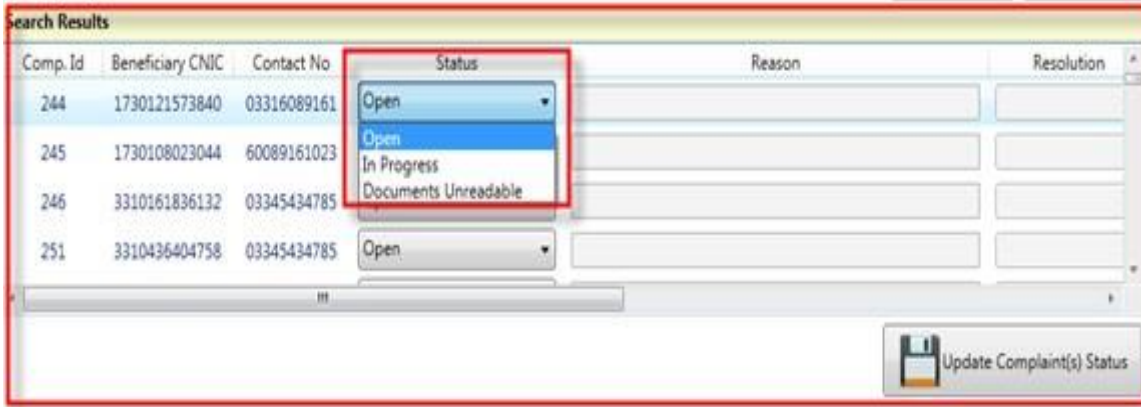 Search Results
Comp. Id Beneficiary CNIC Contact No Status Reason Resolution
244 1730121573840 03316089161 Open
Open
245 1730108023044 60089161023
In Progress
Documents Unreadable
246 3310161836132 03345434785
251 3310436404758 03345434785 Open
Update Complaint(s) Status